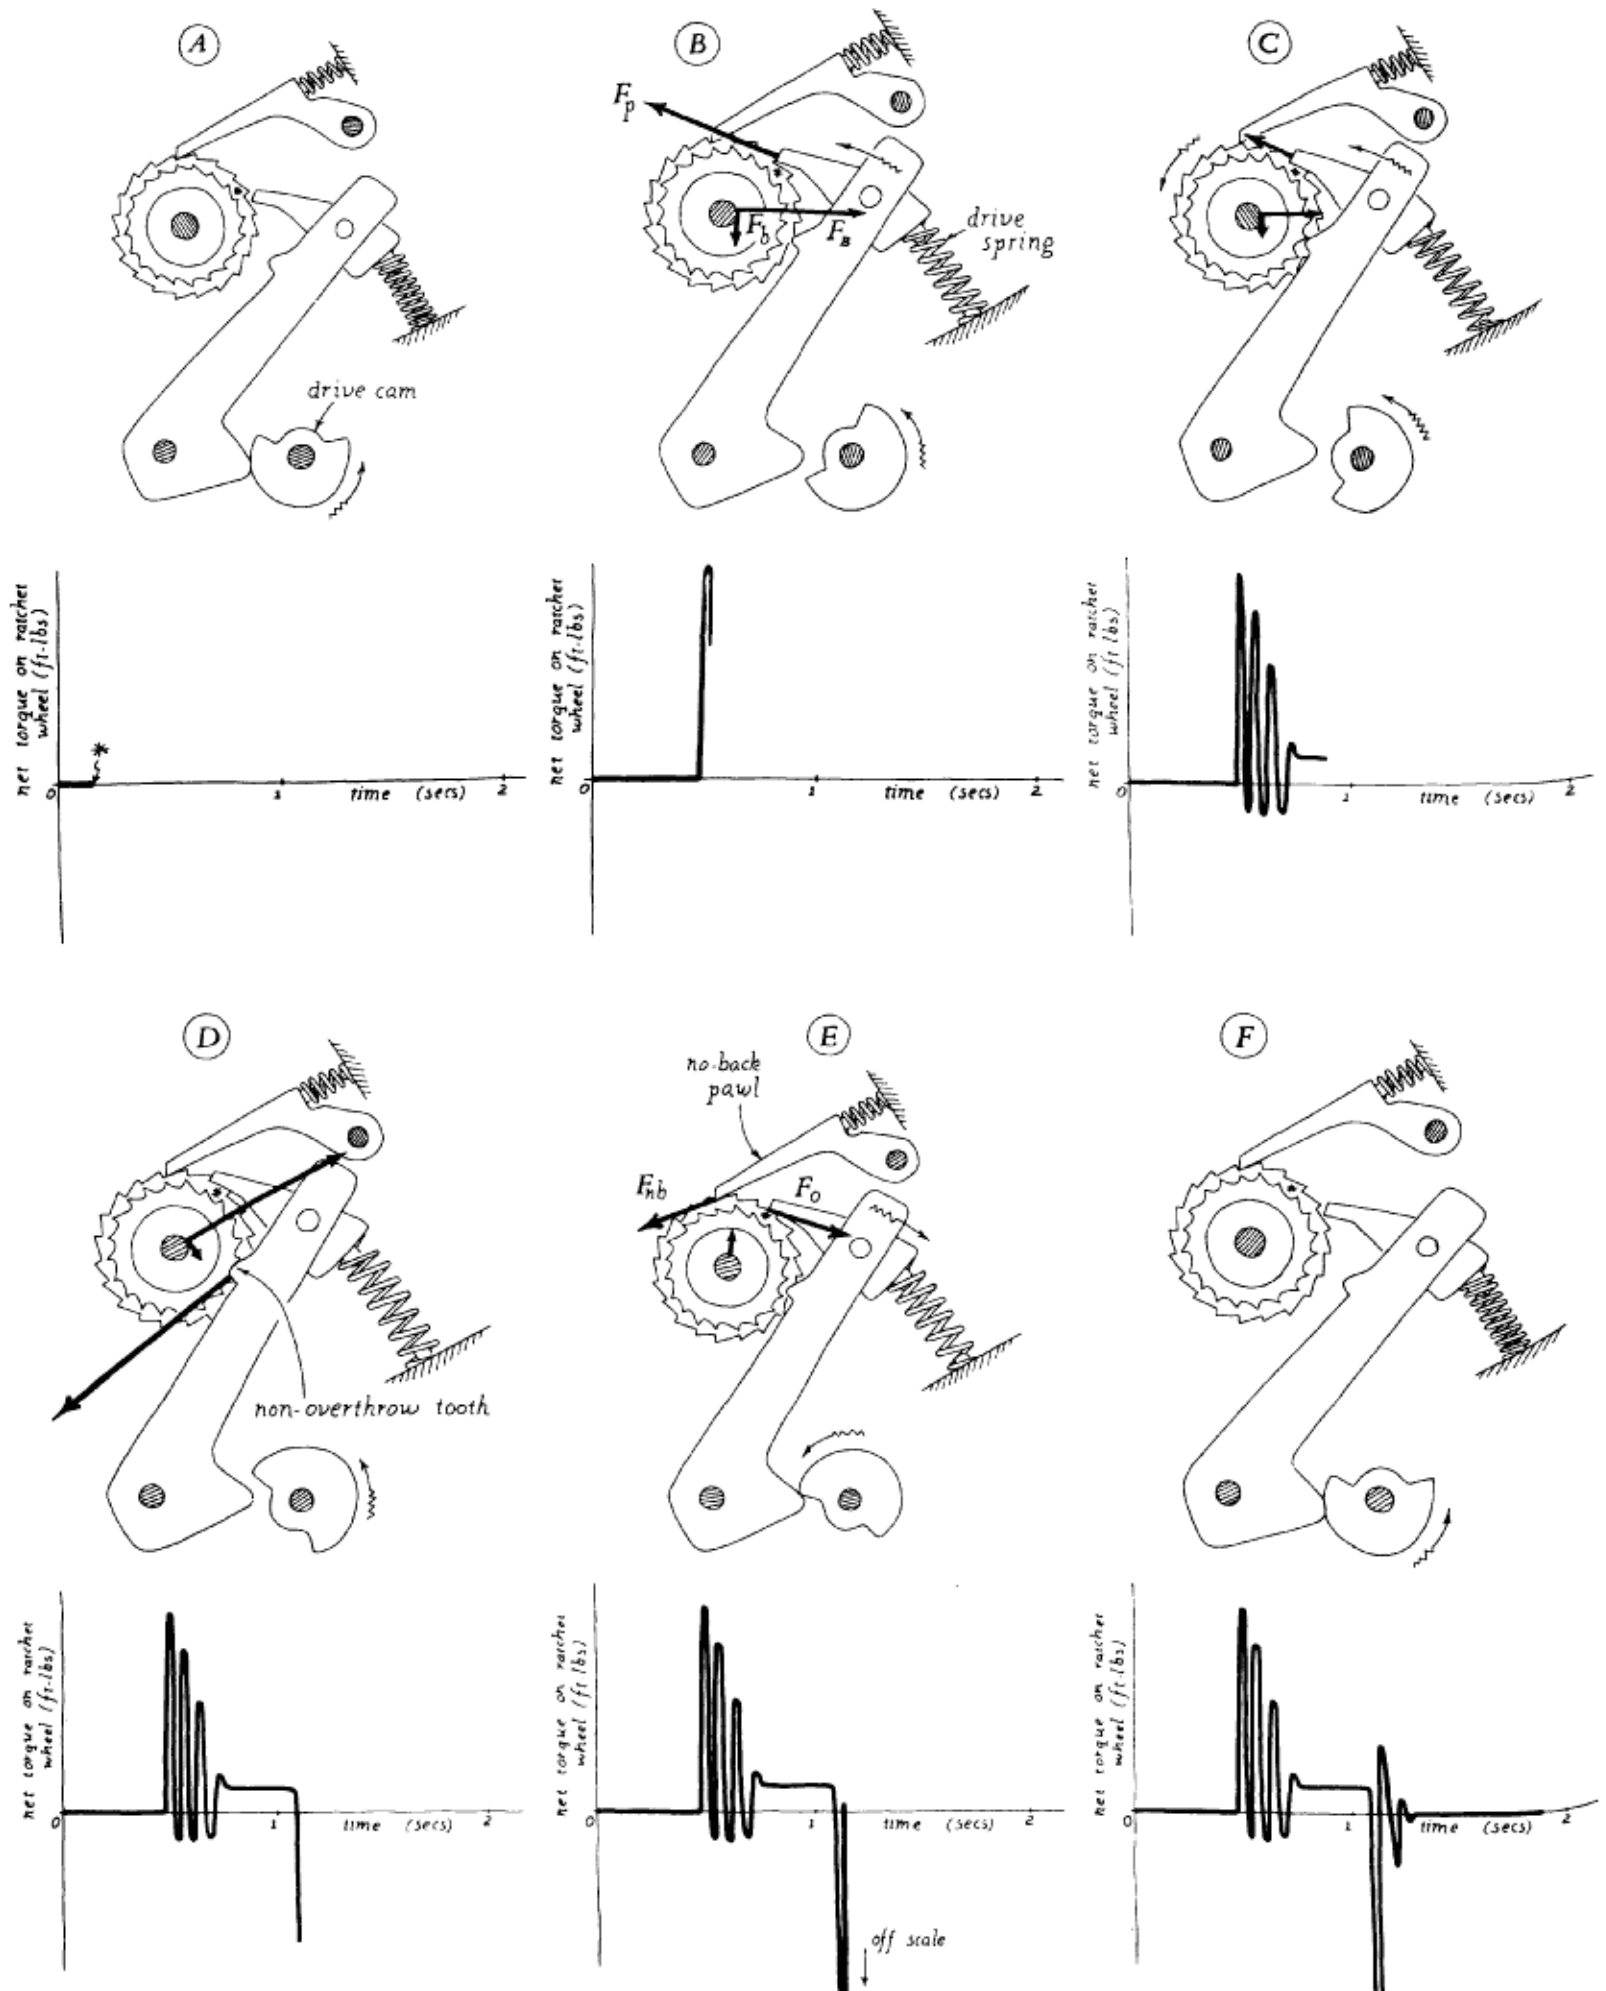 A
B
C
F_p
F_b
F_B
drive
spring
drive cam
net torque on ratchet
wheel (ft-lbs)
*
0
1
time (secs)
2
net torque on ratchet
wheel (ft-lbs)
0
1
time (secs)
2
net torque on ratchet
wheel (ft-lbs)
0
1
time (secs)
2
D
E
F
no-back
pawl
F_nb
F_o
non-overthrow tooth
net torque on ratchet
wheel (ft-lbs)
0
1
time (secs)
2
net torque on ratchet
wheel (ft-lbs)
0
1
time (secs)
2
off scale
net torque on ratchet
wheel (ft-lbs)
0
1
time (secs)
2